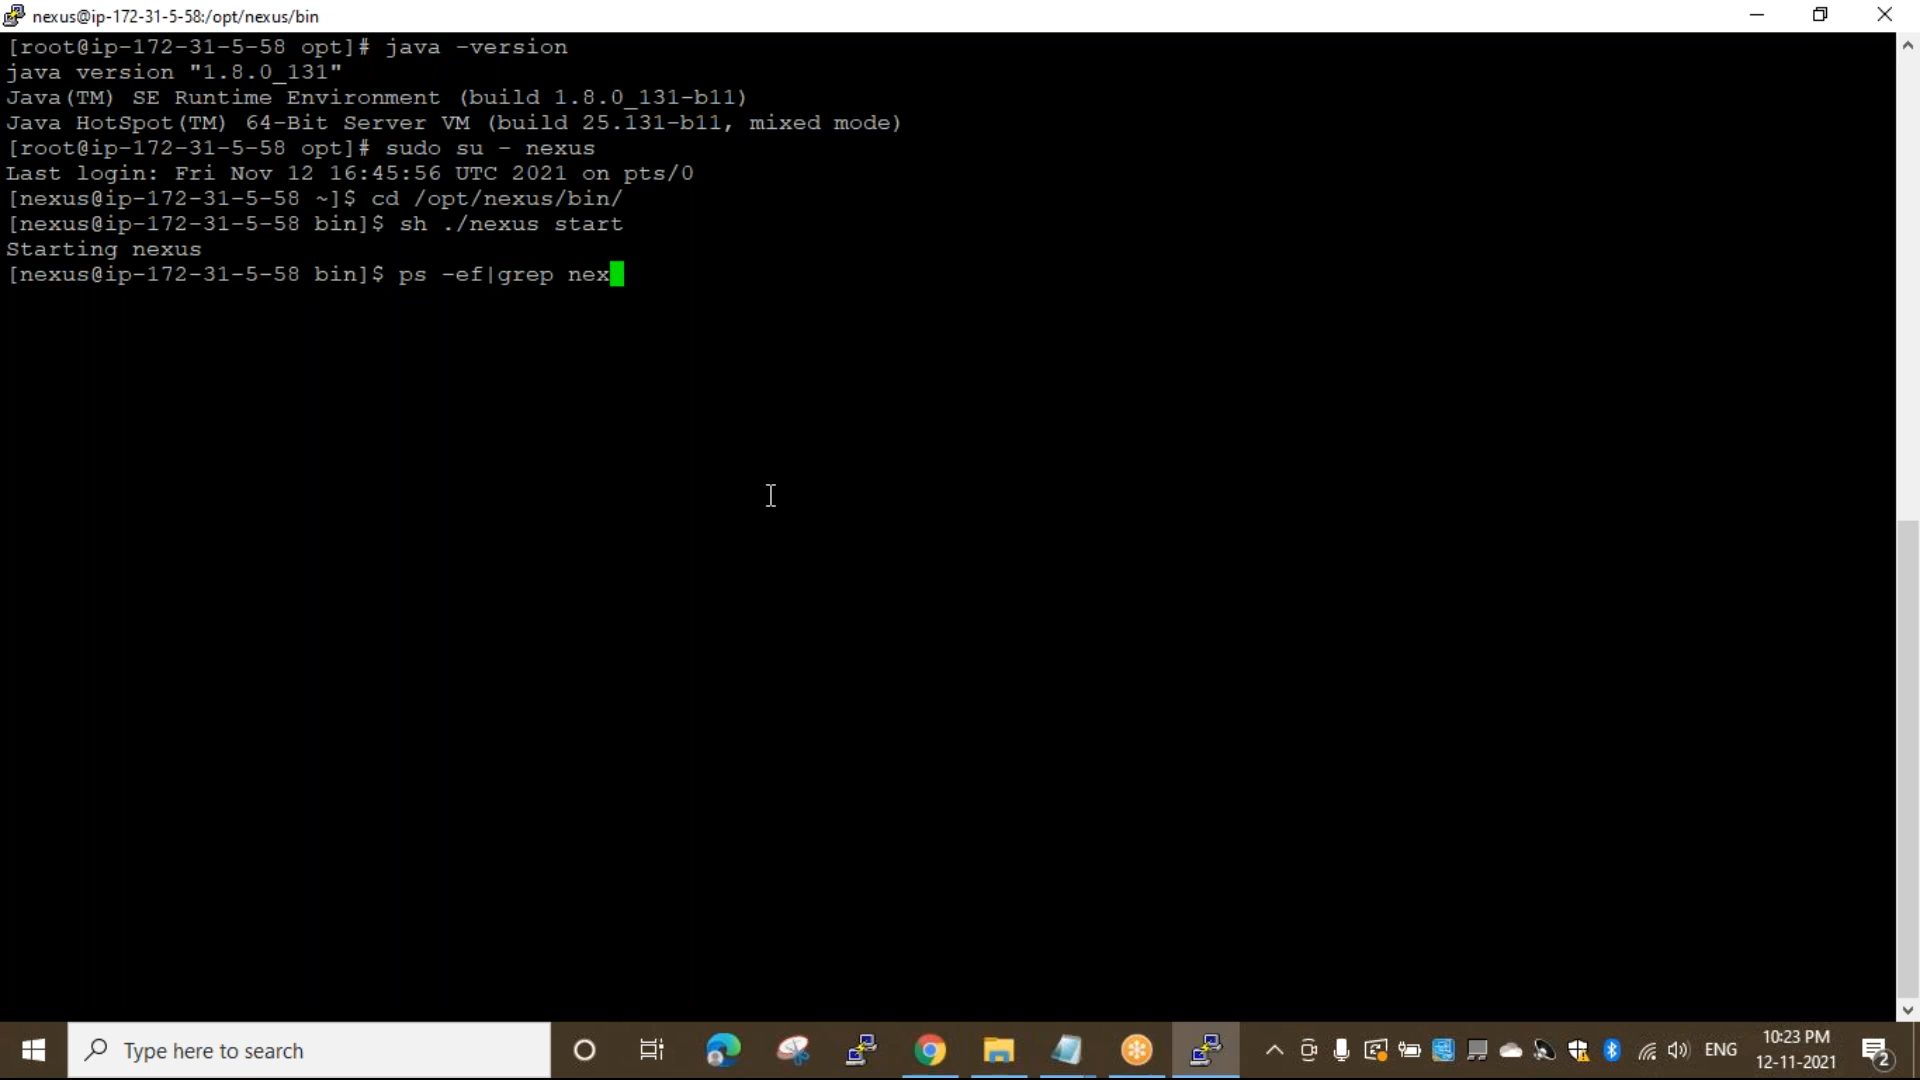 nexus@ip-172-31-5-58:/opt/nexus/bin
[root@ip-172-31-5-58 opt]# java -version
java version "1.8.0_131"
Java(TM) SE Runtime Environment (build 1.8.0_131-b11)
Java HotSpot(TM) 64-Bit Server VM (build 25.131-b11, mixed mode)
[root@ip-172-31-5-58 opt]# sudo su - nexus
Last login: Fri Nov 12 16:45:56 UTC 2021 on pts/0
[nexus@ip-172-31-5-58 ~]$ cd /opt/nexus/bin/
[nexus@ip-172-31-5-58 bin]$ sh ./nexus start
Starting nexus
[nexus@ip-172-31-5-58 bin]$ ps -ef|grep nex
Type here to search
ENG
10:23 PM
12-11-2021
2